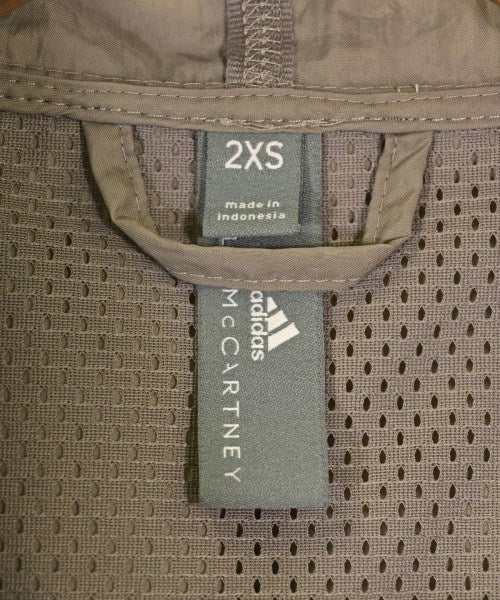 2XS
made in
indonesia
adidas
McCARTNEY